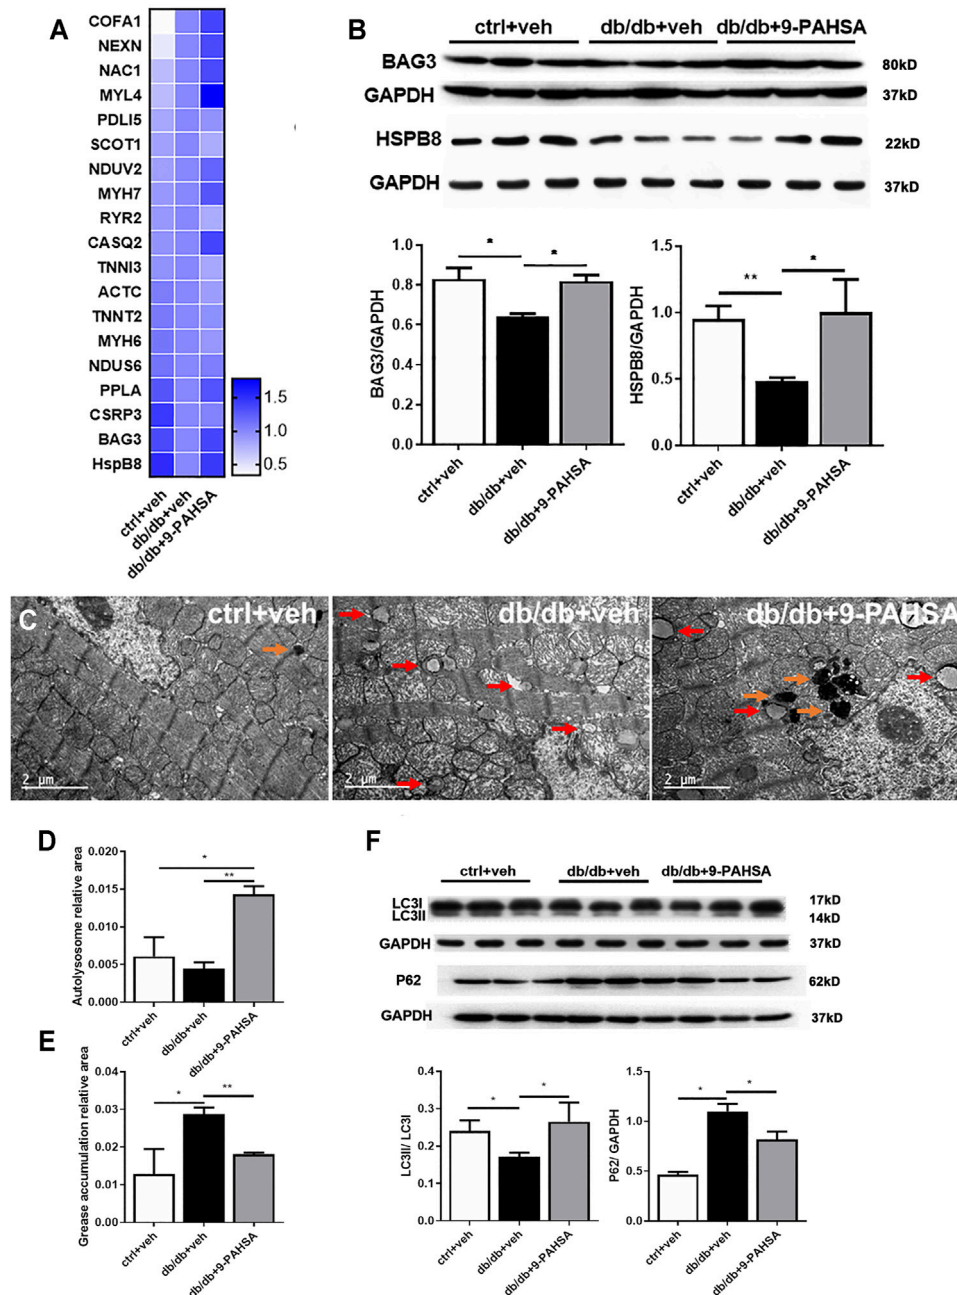 A
COFA1
NEXN
NAC1
MYL4
PDLI5
SCOT1
NDUV2
MYH7
RYR2
CASQ2
TNNI3
ACTC
TNNT2
MYH6
NDUS6
PPLA
CSRP3
BAG3
HspB8
1.5
1.0
0.5
ctrl+veh
db/db+veh
db/db+9-PAHSA
B
ctrl+veh db/db+veh db/db+9-PAHSA
BAG3 80kD
GAPDH 37kD
HSPB8 22kD
GAPDH 37kD
BAG3/GAPDH
1.0
0.8
0.6
0.4
0.2
0.0
* *
ctrl+veh
db/db+veh
db/db+9-PAHSA
HSPB8/GAPDH
1.5
1.0
0.5
0.0
** *
ctrl+veh
db/db+veh
db/db+9-PAHSA
C
ctrl+veh
2 μm
db/db+veh
2 μm
db/db+9-PAHSA
2 μm
D
Autolysosome relative area
0.020
0.015
0.010
0.005
0.000
*
**
ctrl+veh
db/db+veh
db/db+9-PAHSA
E
Grease accumulation relative area
0.04
0.03
0.02
0.01
0.00
* **
ctrl+veh
db/db+veh
db/db+9-PAHSA
F
ctrl+veh db/db+veh db/db+9-PAHSA
LC3I 17kD
LC3II 14kD
GAPDH 37kD
P62 62kD
GAPDH 37kD
LC3II/ LC3I
0.4
0.3
0.2
0.1
0.0
* *
ctrl+veh
db/db+veh
db/db+9-PAHSA
P62/ GAPDH
1.5
1.0
0.5
0.0
* *
ctrl+veh
db/db+veh
db/db+9-PAHSA